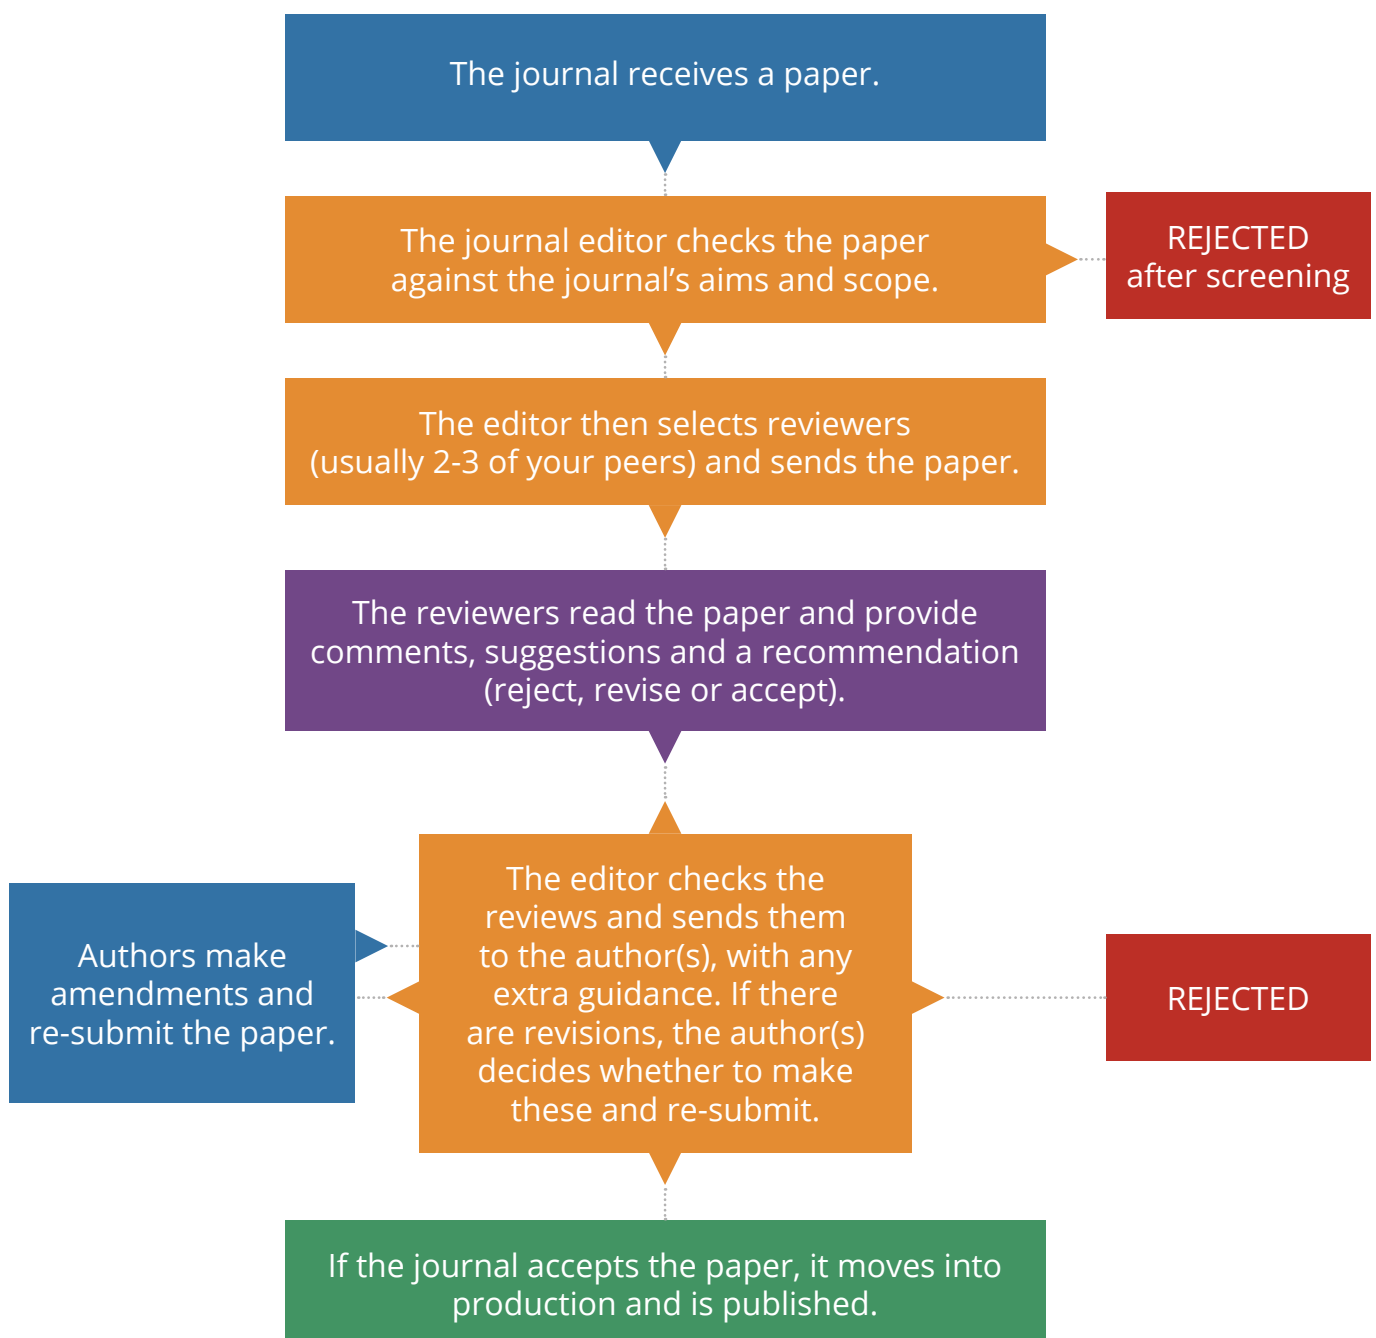 The journal receives a paper.
The journal editor checks the paper
against the journal’s aims and scope.
REJECTED
after screening
The editor then selects reviewers
(usually 2-3 of your peers) and sends the paper.
The reviewers read the paper and provide
comments, suggestions and a recommendation
(reject, revise or accept).
The editor checks the
reviews and sends them
to the author(s), with any
extra guidance. If there
are revisions, the author(s)
decides whether to make
these and re-submit.
Authors make
amendments and
re-submit the paper.
REJECTED
If the journal accepts the paper, it moves into
production and is published.